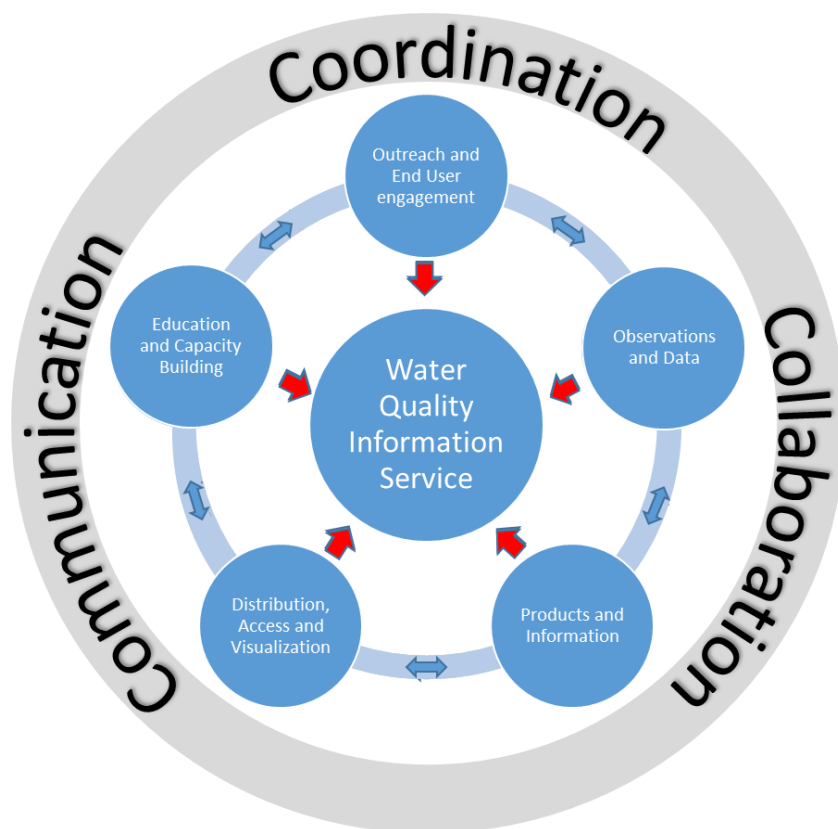 Coordination
Outreach and
End User
engagement
Communication
Collaboration
Education
and Capacity
Building
Observations
and Data
Water
Quality
Information
Service
Distribution,
Access and
Visualization
Products and
Information